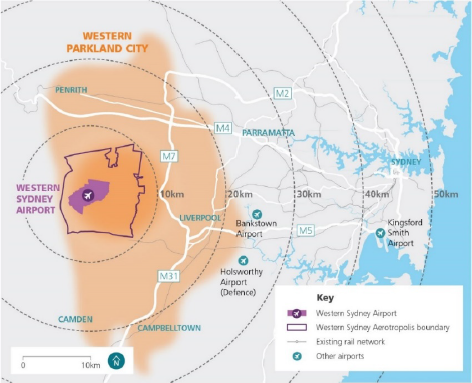 WESTERN
PARKLAND CITY
PENRITH
M2
M4
PARRAMATTA
M7
SYDNEY
WESTERN
SYDNEY
AIRPORT
10km
20km
30km
40km
50km
LIVERPOOL
Bankstown
Airport
M5
Kingsford
Smith
Airport
Holsworthy
Airport
(Defence)
M31
CAMDEN
CAMPBELLTOWN
0
10km
N
Key
Western Sydney Airport
Western Sydney Aerotropolis boundary
Existing rail network
Other airports